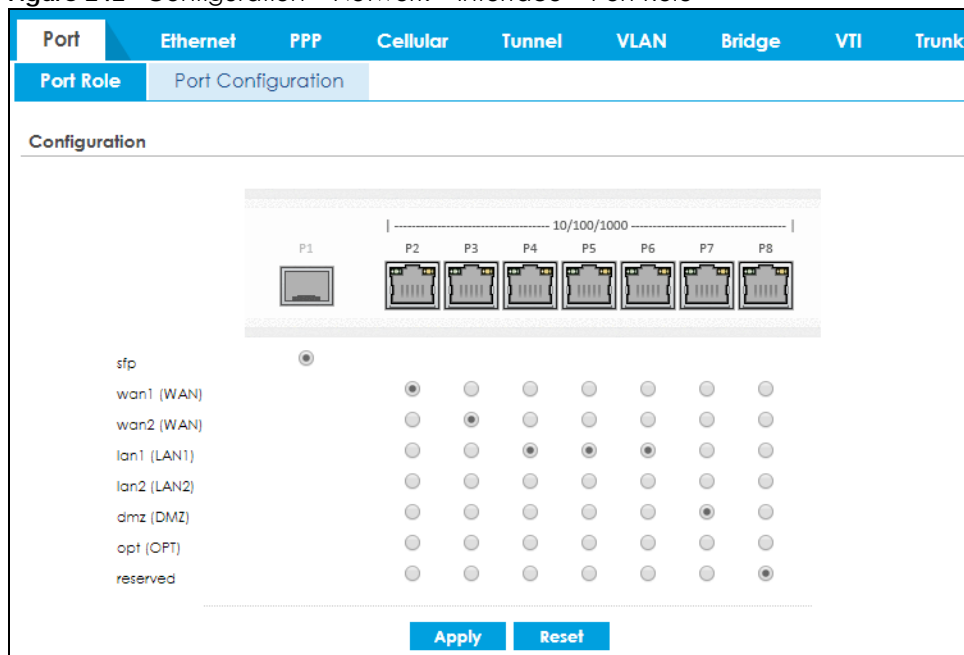 Port Ethernet PPP Cellular Tunnel VLAN Bridge VTI Trunk
Port Role Port Configuration
Configuration
10/100/1000
P1 P2 P3 P4 P5 P6 P7 P8
sfp
wan1 (WAN)
wan2 (WAN)
lan1 (LAN1)
lan2 (LAN2)
dmz (DMZ)
opt (OPT)
reserved
Apply Reset